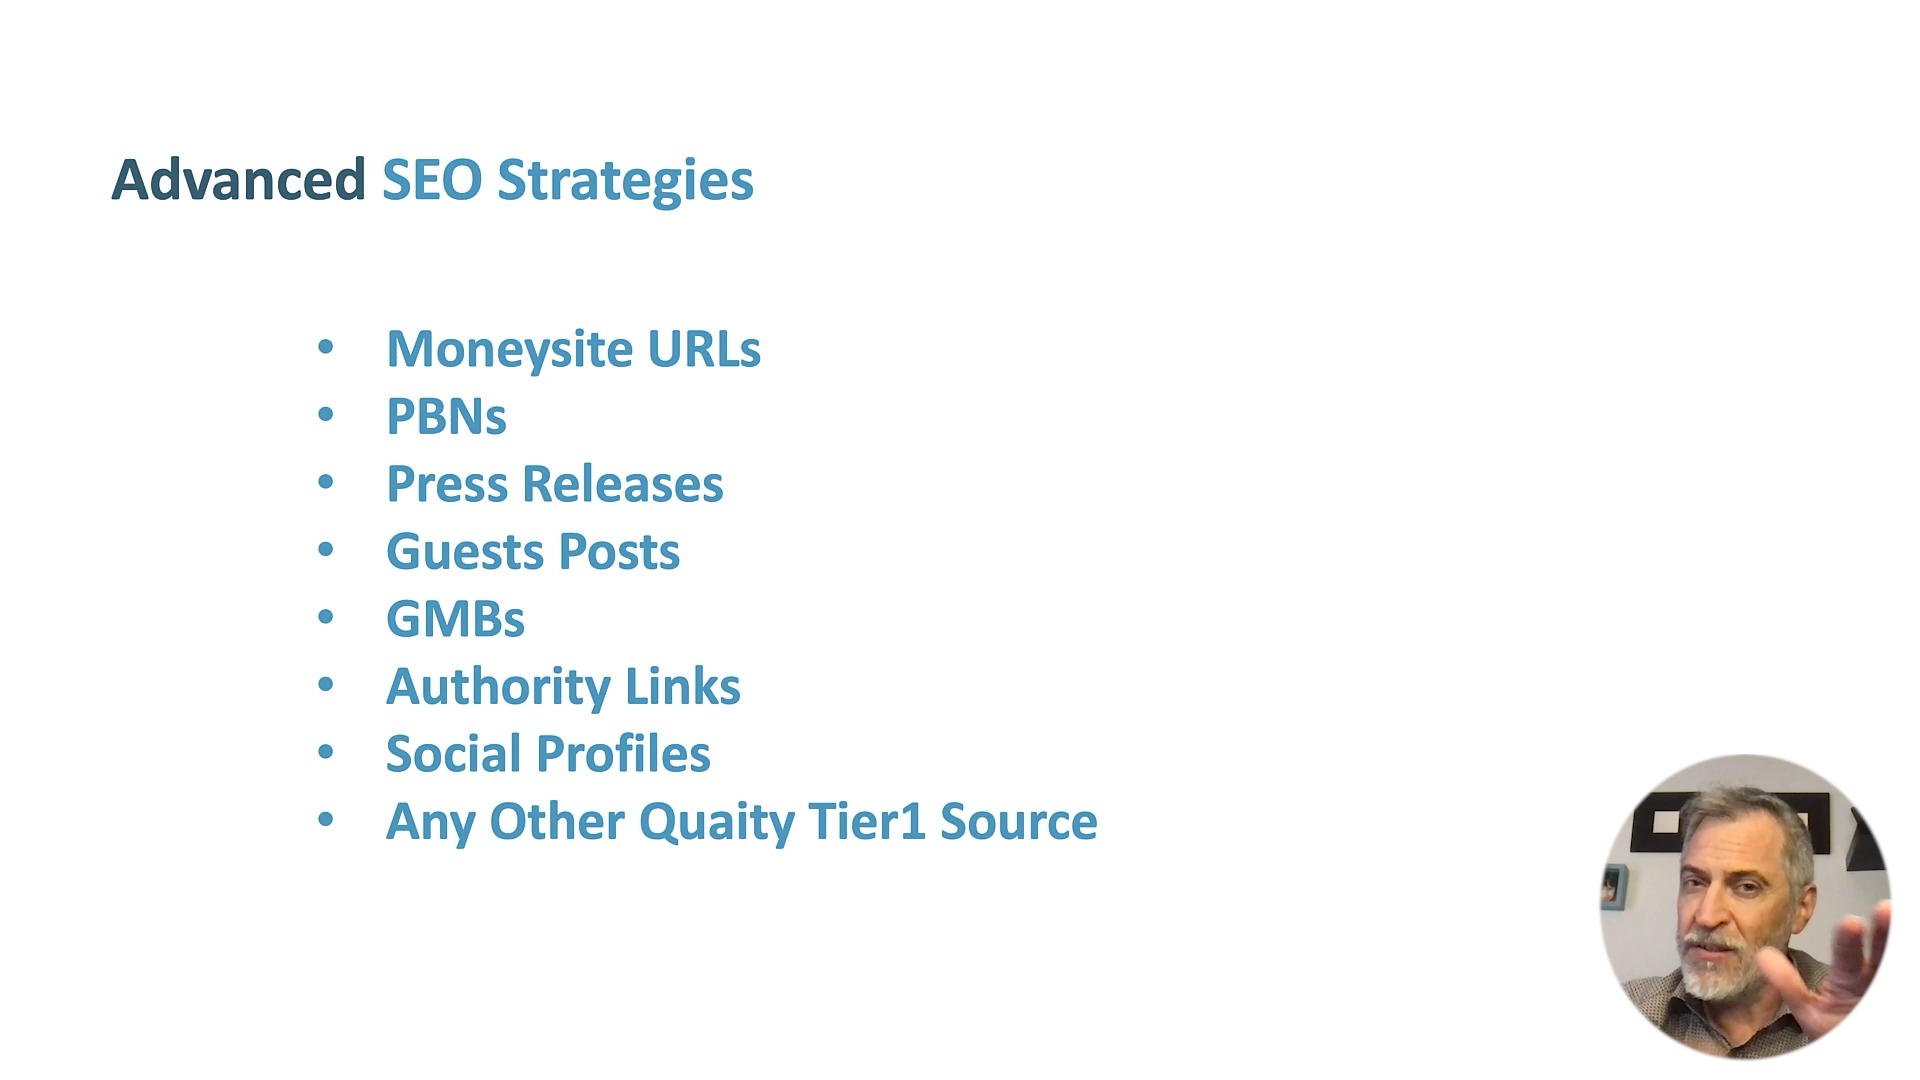 Advanced SEO Strategies
• Moneysite URLs
• PBNs
• Press Releases
• Guests Posts
• GMBs
• Authority Links
• Social Profiles
• Any Other Quaity Tier1 Source